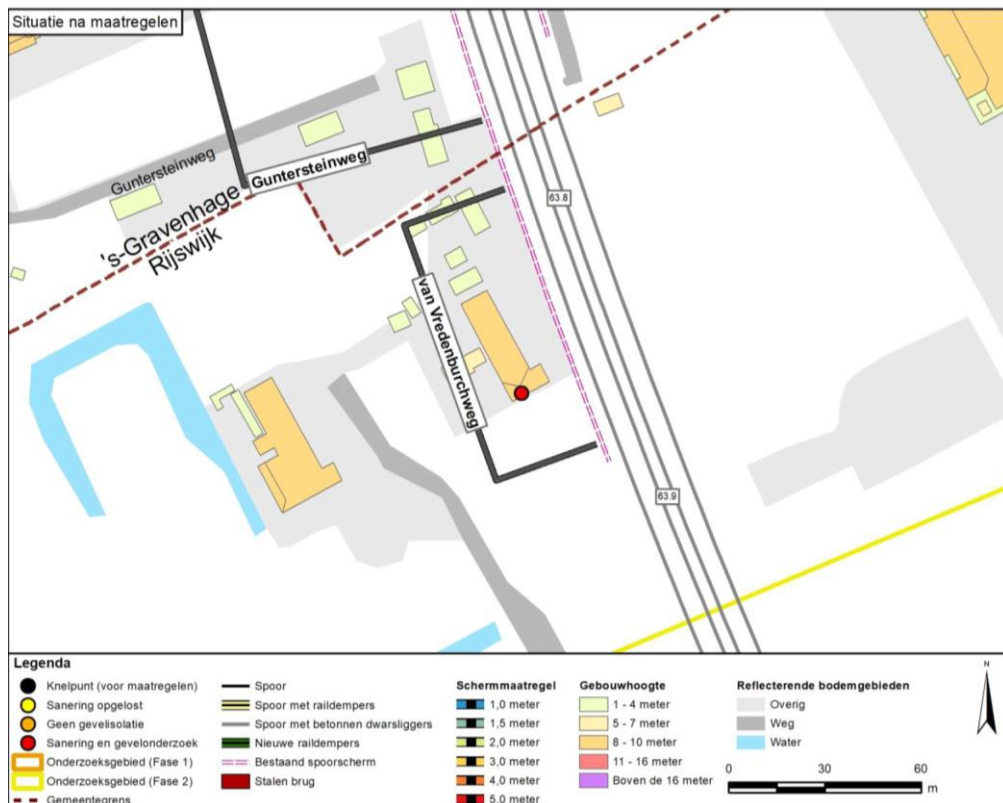 Situatie na maatregelen
Guntersteinweg
Guntersteinweg
's-Gravenhage
Rijswijk
van Vredenburchweg
63.8
63.9
Legenda
Knelpunt (voor maatregelen)
Sanering opgelost
Geen gevelisolatie
Sanering en gevelonderzoek
Onderzoeksgebied (Fase 1)
Onderzoeksgebied (Fase 2)
Gemeentegrens
Spoor
Spoor met raildempers
Spoor met betonnen dwarsliggers
Nieuwe raildempers
Bestaand spoorscherm
Stalen brug
Schermmaatregel
1,0 meter
1,5 meter
2,0 meter
3,0 meter
4,0 meter
5,0 meter
Gebouwhoogte
1 - 4 meter
5 - 7 meter
8 - 10 meter
11 - 16 meter
Boven de 16 meter
Reflecterende bodemgebieden
Overig
Weg
Water
N
0 30 60
m